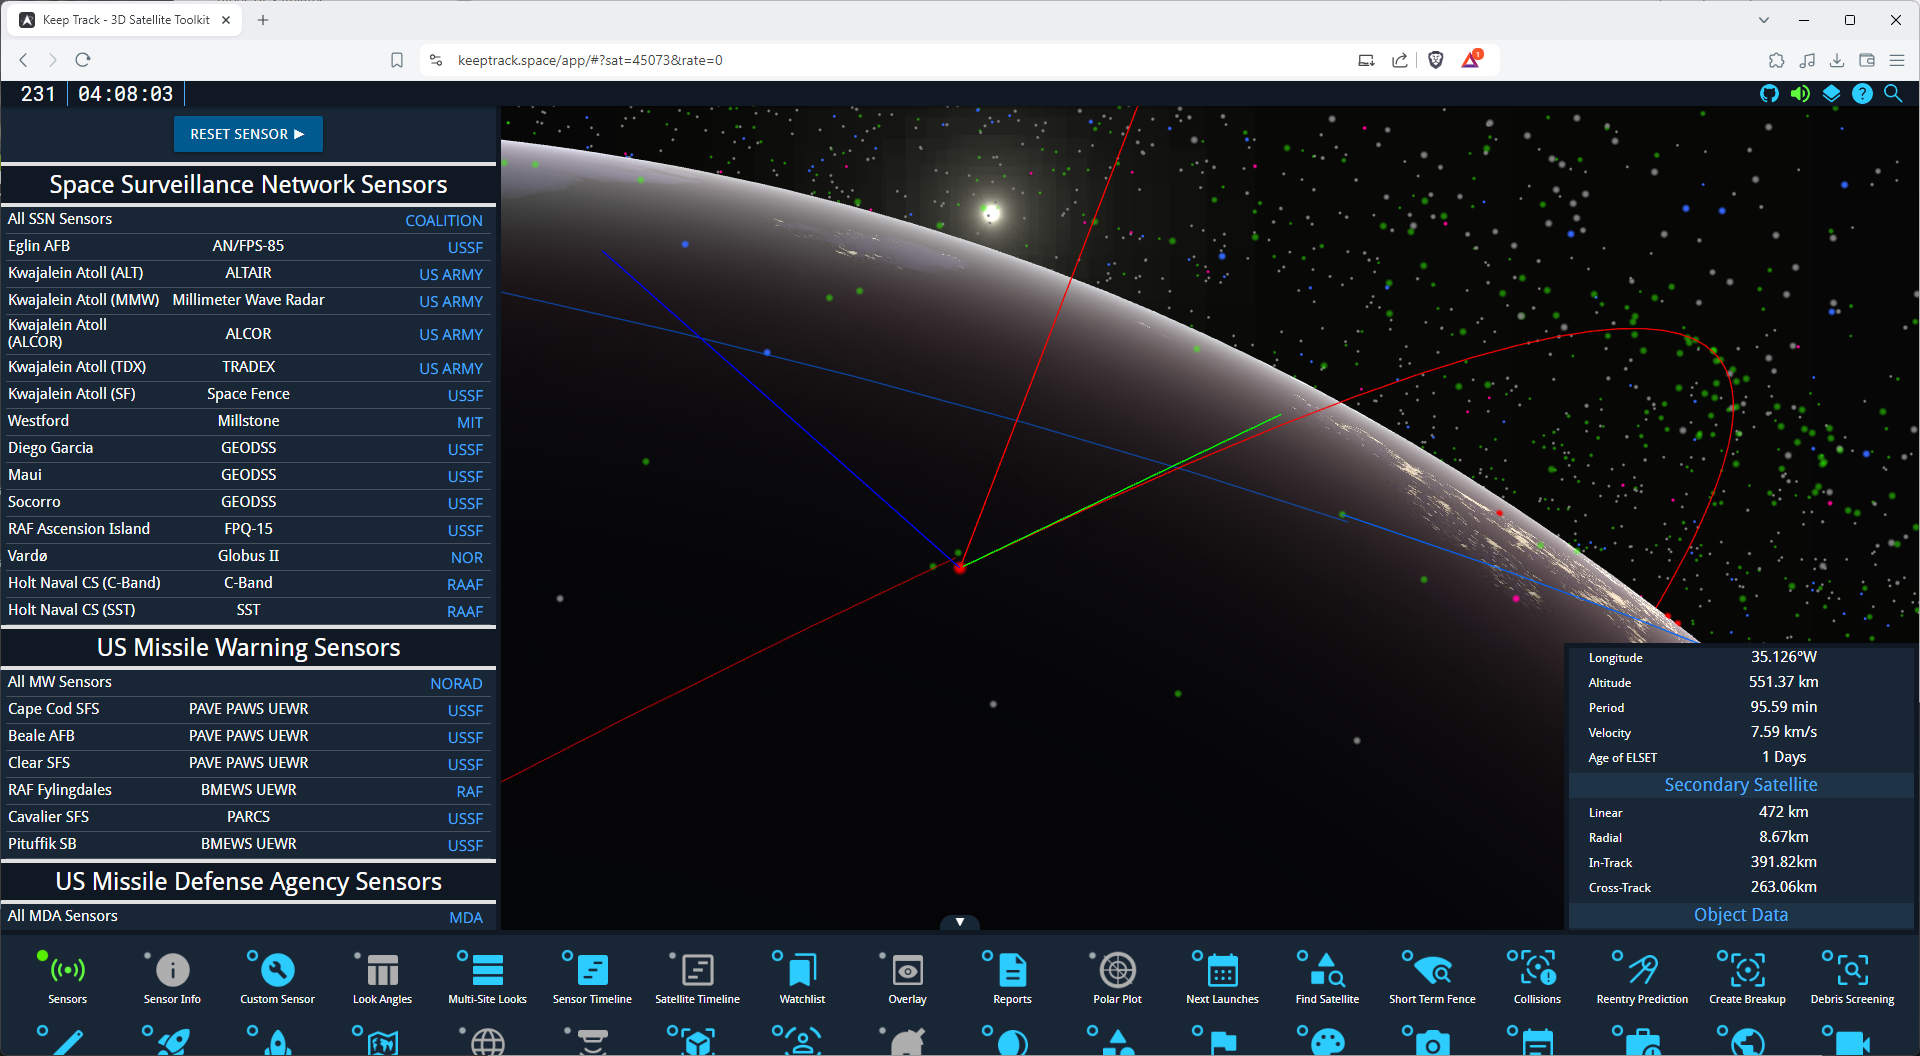 Keep Track - 3D Satellite Toolkit
keeptrack.space/app/#?sat=45073&rate=0
1
231 04:08:03
RESET SENSOR ▶
Space Surveillance Network Sensors
All SSN Sensors COALITION
Eglin AFB AN/FPS-85 USSF
Kwajalein Atoll (ALT) ALTAIR US ARMY
Kwajalein Atoll (MMW) Millimeter Wave Radar US ARMY
Kwajalein Atoll
(ALCOR) ALCOR US ARMY
Kwajalein Atoll (TDX) TRADEX US ARMY
Kwajalein Atoll (SF) Space Fence USSF
Westford Millstone MIT
Diego Garcia GEODSS USSF
Maui GEODSS USSF
Socorro GEODSS USSF
RAF Ascension Island FPQ-15 USSF
Vardø Globus II NOR
Holt Naval CS (C-Band) C-Band RAAF
Holt Naval CS (SST) SST RAAF
US Missile Warning Sensors
All MW Sensors NORAD
Cape Cod SFS PAVE PAWS UEWR USSF
Beale AFB PAVE PAWS UEWR USSF
Clear SFS PAVE PAWS UEWR USSF
RAF Fylingdales BMEWS UEWR RAF
Cavalier SFS PARCS USSF
Pituffik SB BMEWS UEWR USSF
US Missile Defense Agency Sensors
All MDA Sensors MDA
Longitude 35.126°W
Altitude 551.37 km
Period 95.59 min
Velocity 7.59 km/s
Age of ELSET 1 Days
Secondary Satellite
Linear 472 km
Radial 8.67km
In-Track 391.82km
Cross-Track 263.06km
Object Data
Sensors Sensor Info Custom Sensor Look Angles Multi-Site Looks Sensor Timeline Satellite Timeline Watchlist Overlay Reports Polar Plot Next Launches Find Satellite Short Term Fence Collisions Reentry Prediction Create Breakup Debris Screening